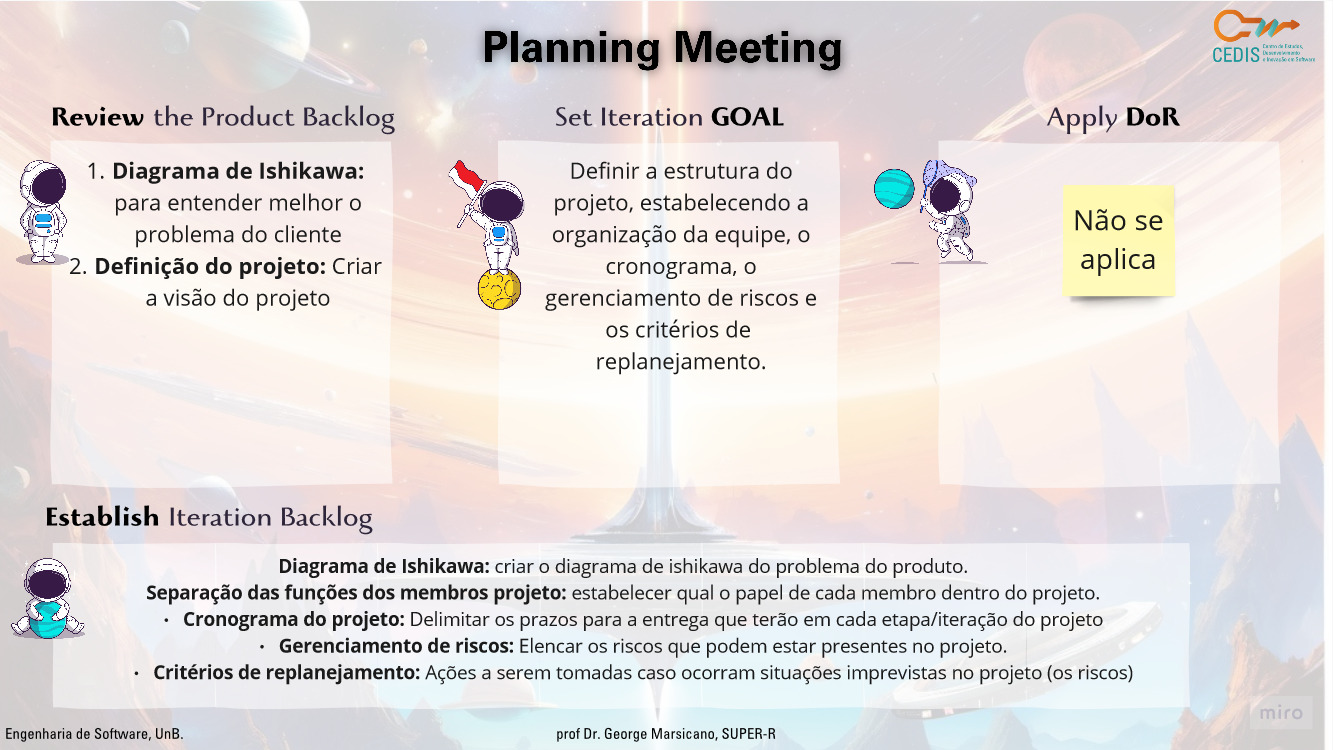 Planning Meeting
CEDIS
Centro de Estudos,
Desenvolvimento
e Inovação em Software
Review the Product Backlog
1. Diagrama de Ishikawa:
para entender melhor o
problema do cliente
2. Definição do projeto: Criar
a visão do projeto
Set Iteration GOAL
Definir a estrutura do
projeto, estabelecendo a
organização da equipe, o
cronograma, o
gerenciamento de riscos e
os critérios de
replanejamento.
Apply DoR
Não se
aplica
Establish Iteration Backlog
Diagrama de Ishikawa: criar o diagrama de ishikawa do problema do produto.
Separação das funções dos membros projeto: estabelecer qual o papel de cada membro dentro do projeto.
• Cronograma do projeto: Delimitar os prazos para a entrega que terão em cada etapa/iteração do projeto
• Gerenciamento de riscos: Elencar os riscos que podem estar presentes no projeto.
• Critérios de replanejamento: Ações a serem tomadas caso ocorram situações imprevistas no projeto (os riscos)
miro
Engenharia de Software, UnB.
prof Dr. George Marsicano, SUPER-R